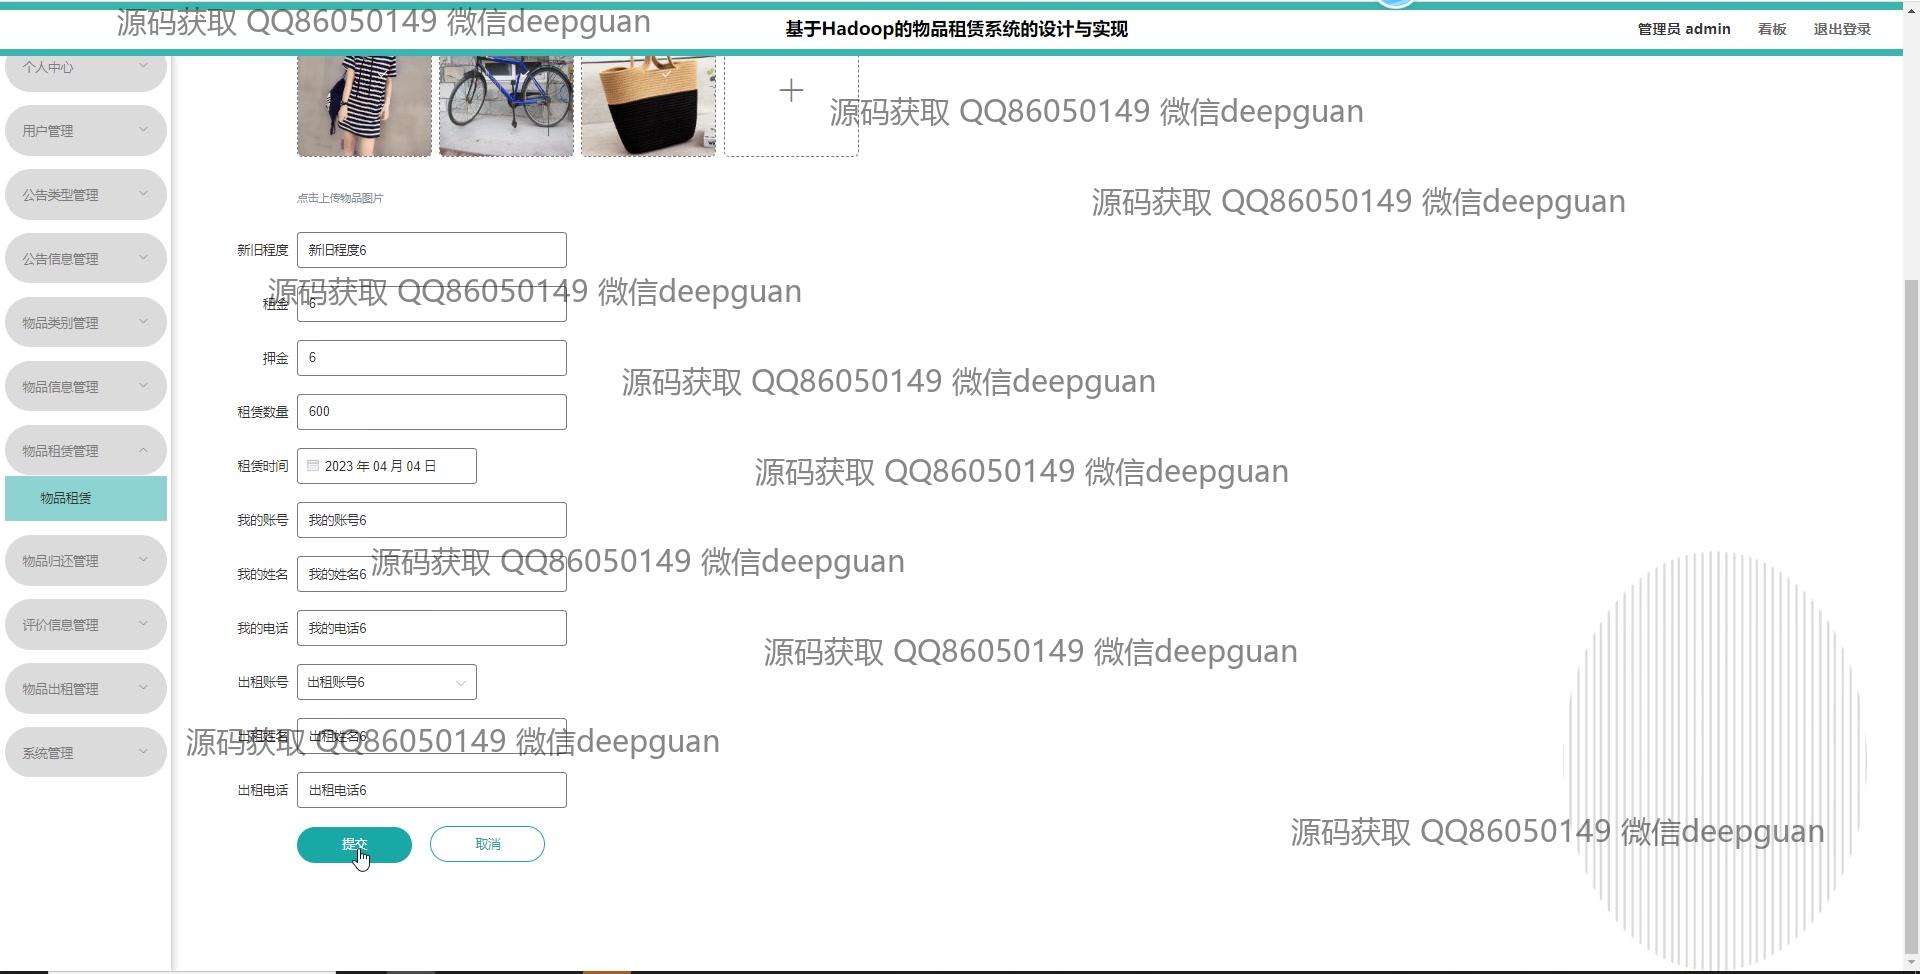 源码获取 QQ86050149 微信deepguan
基于Hadoop的物品租赁系统的设计与实现
管理员 admin
看板
退出登录
个人中心
用户管理
公告类型管理
公告信息管理
物品类别管理
物品信息管理
物品租赁管理
物品租赁
物品归还管理
评价信息管理
物品出租管理
系统管理
源码获取 QQ86050149 微信deepguan
点击上传物品图片
源码获取 QQ86050149 微信deepguan
新旧程度 新旧程度6
源码获取 QQ86050149 微信deepguan
租金 6
押金 6
源码获取 QQ86050149 微信deepguan
租赁数量 600
租赁时间 2023 年 04 月 04 日
源码获取 QQ86050149 微信deepguan
我的账号 我的账号6
源码获取 QQ86050149 微信deepguan
我的姓名 我的姓名6
我的电话 我的电话6
源码获取 QQ86050149 微信deepguan
出租账号 出租账号6
出租姓名 出租姓名6
源码获取 QQ86050149 微信deepguan
出租电话 出租电话6
源码获取 QQ86050149 微信deepguan
提交
取消